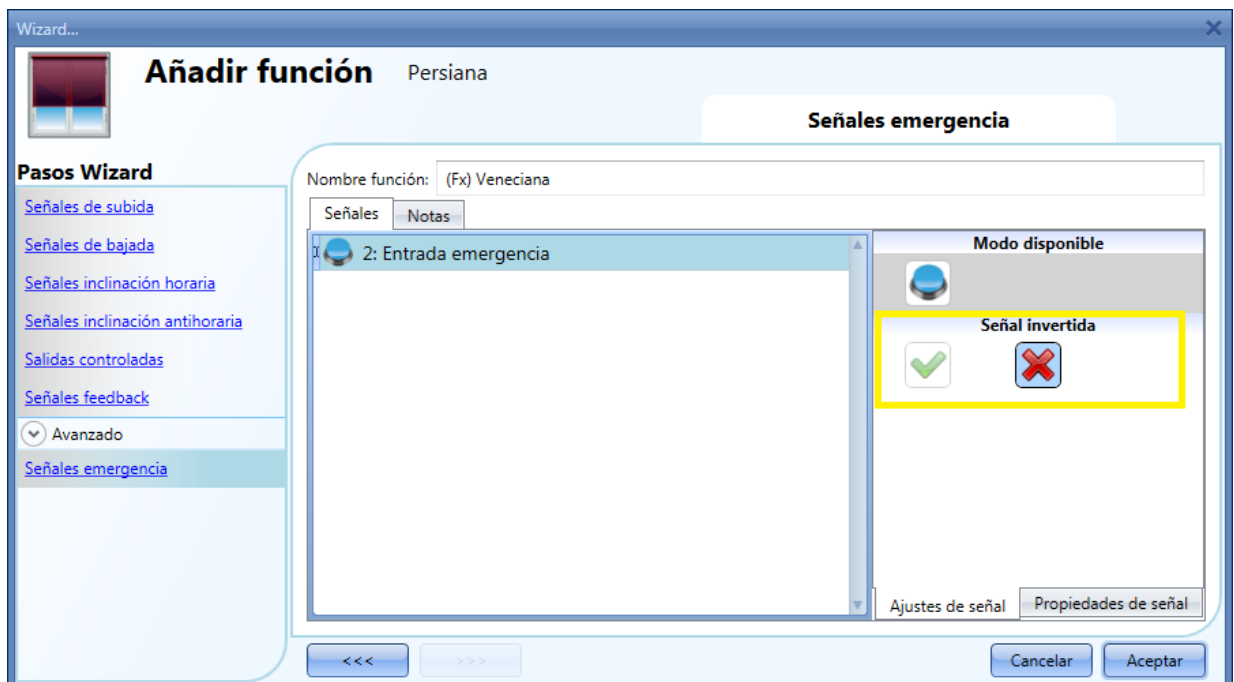 Wizard...
Añadir función Persiana
Señales emergencia
Pasos Wizard
Señales de subida
Señales de bajada
Señales inclinación horaria
Señales inclinación antihoraria
Salidas controladas
Señales feedback
Avanzado
Señales emergencia
Nombre función: (Fx) Veneciana
Señales Notas
2: Entrada emergencia
Modo disponible
Señal invertida
Ajustes de señal Propiedades de señal
<<< >>> Cancelar Aceptar